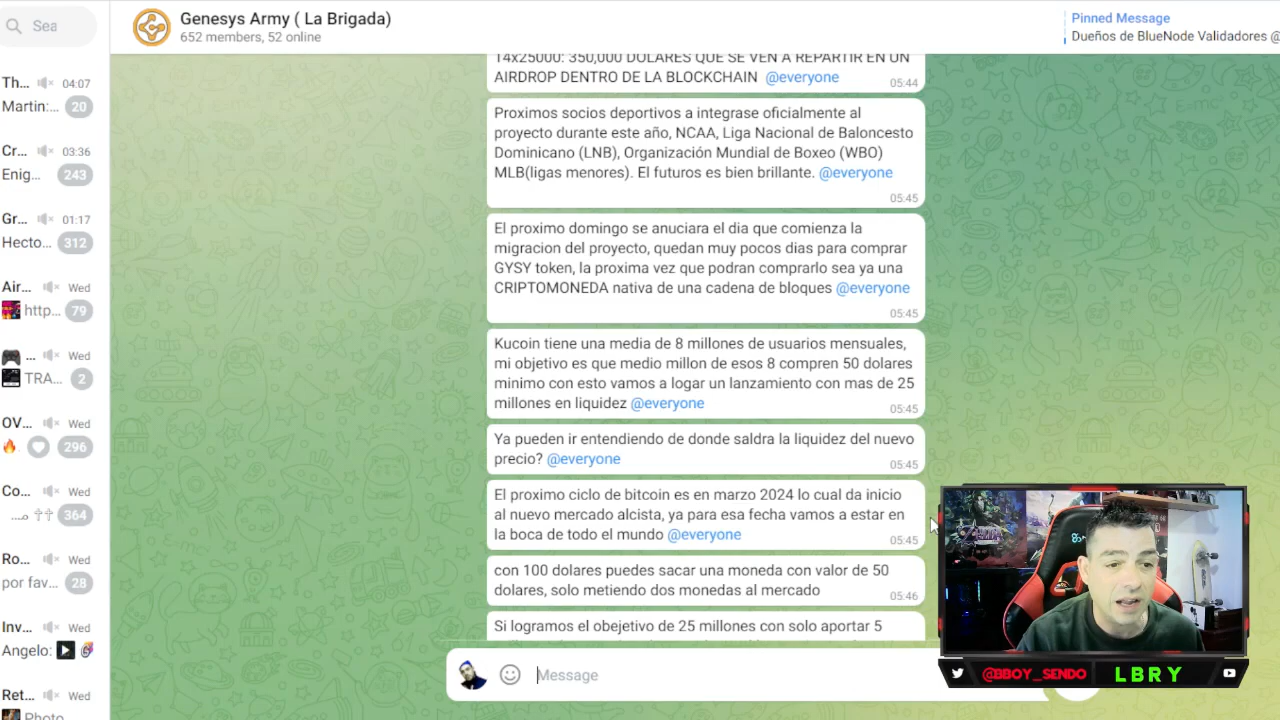 Sea
Genesys Army ( La Brigada)
652 members, 52 online
Pinned Message
Dueños de BlueNode Validadores @
Th... 04:07
Martin:... 20
Cr... 03:36
Enig... 243
Gr... 01:17
Hecto... 312
Air... Wed
http... 79
... Wed
TRA... 2
OV... Wed
296
Co... Wed
364
Ro... Wed
por fav... 28
Inv... Wed
Angelo: 6
Ret... Wed
Photo
14x25000: 350,000 DOLARES QUE SE VEN A REPARTIR EN UN
AIRDROP DENTRO DE LA BLOCKCHAIN @everyone
05:44
Proximos socios deportivos a integrase oficialmente al
proyecto durante este año, NCAA, Liga Nacional de Baloncesto
Dominicano (LNB), Organización Mundial de Boxeo (WBO)
MLB(ligas menores). El futuros es bien brillante. @everyone
05:45
El proximo domingo se anuciara el dia que comienza la
migracion del proyecto, quedan muy pocos dias para comprar
GYSY token, la proxima vez que podran comprarlo sea ya una
CRIPTOMONEDA nativa de una cadena de bloques @everyone
05:45
Kucoin tiene una media de 8 millones de usuarios mensuales,
mi objetivo es que medio millon de esos 8 compren 50 dolares
minimo con esto vamos a logar un lanzamiento con mas de 25
millones en liquidez @everyone
05:45
Ya pueden ir entendiendo de donde saldra la liquidez del nuevo
precio? @everyone
05:45
El proximo ciclo de bitcoin es en marzo 2024 lo cual da inicio
al nuevo mercado alcista, ya para esa fecha vamos a estar en
la boca de todo el mundo @everyone
05:45
con 100 dolares puedes sacar una moneda con valor de 50
dolares, solo metiendo dos monedas al mercado
05:46
Si logramos el obejetivo de 25 millones con solo aportar 5
Message
@BBOY_SENDO
LBRY